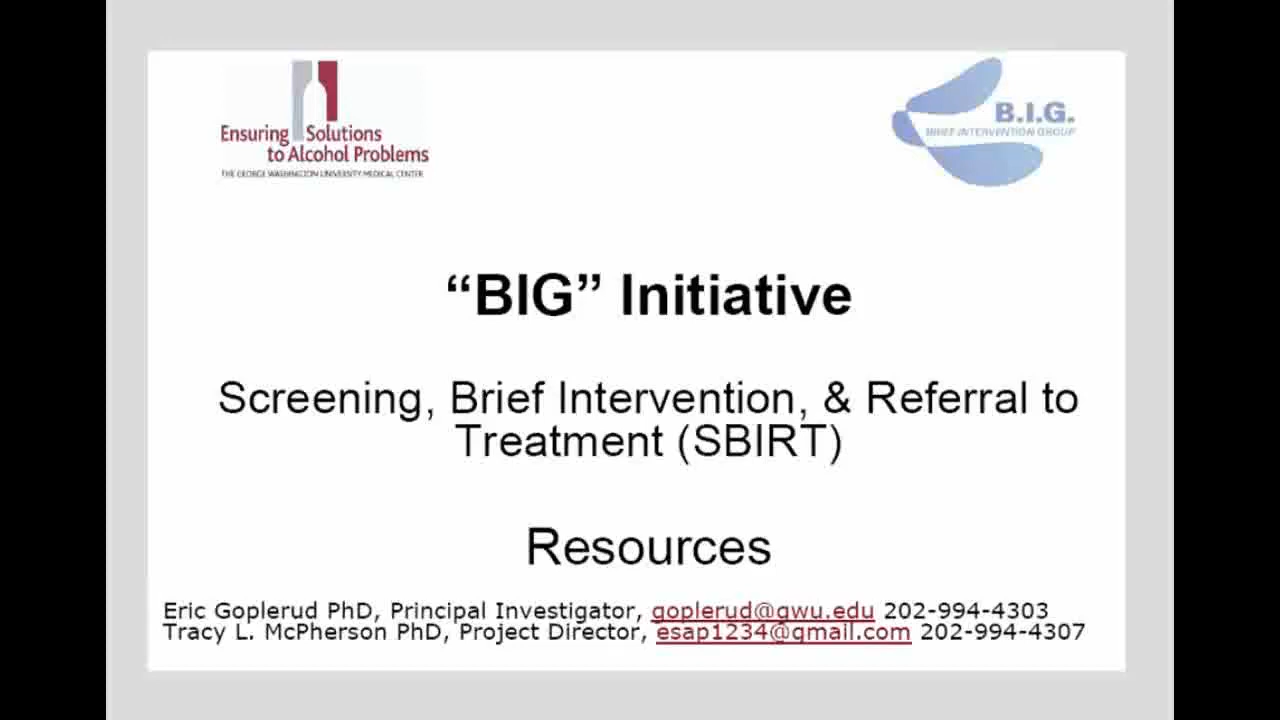 Ensuring Solutions
to Alcohol Problems
THE GEORGE WASHINGTON UNIVERSITY MEDICAL CENTER
B.I.G.
BRIEF INTERVENTION GROUP
“BIG” Initiative
Screening, Brief Intervention, & Referral to
Treatment (SBIRT)
Resources
Eric Goplerud PhD, Principal Investigator, goplerud@gwu.edu 202-994-4303
Tracy L. McPherson PhD, Project Director, esap1234@gmail.com 202-994-4307